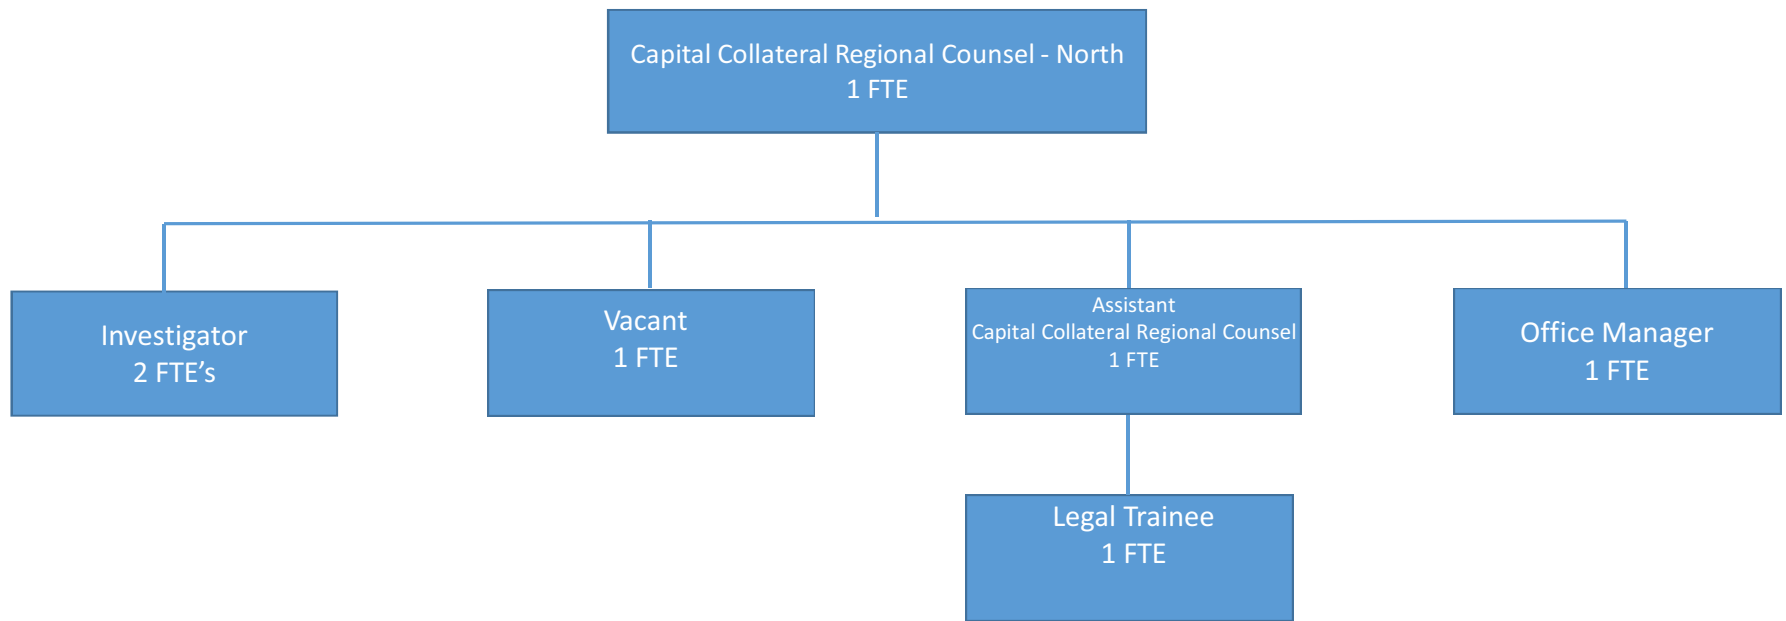 Capital Collateral Regional Counsel - North
1 FTE
Investigator
2 FTE’s
Vacant
1 FTE
Assistant
Capital Collateral Regional Counsel
1 FTE
Office Manager
1 FTE
Legal Trainee
1 FTE